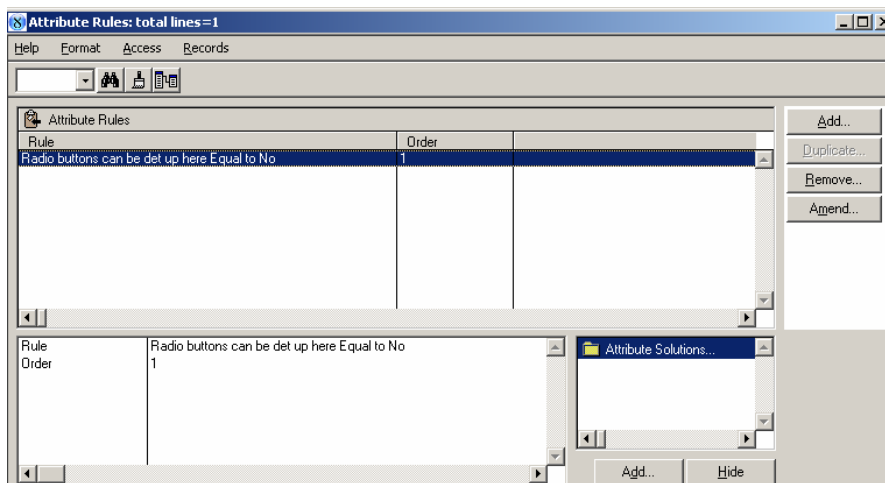 Attribute Rules: total lines=1
Help Format Access Records
Attribute Rules
Rule Order
Radio buttons can be det up here Equal to No 1
Add...
Duplicate...
Remove...
Amend...
Rule Radio buttons can be det up here Equal to No
Order 1
Attribute Solutions...
Add... Hide